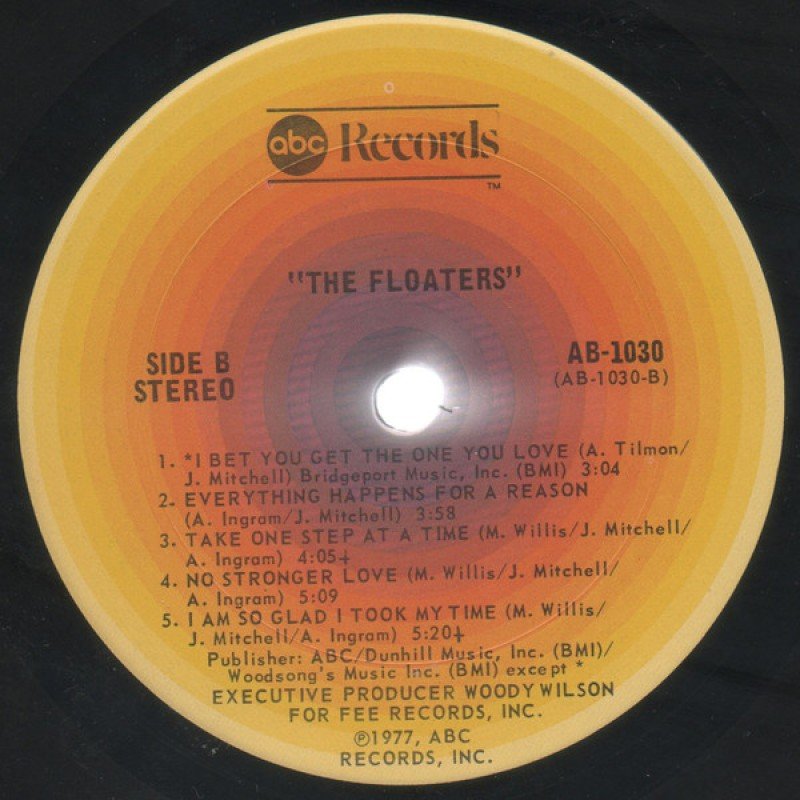 abc Records
TM
"THE FLOATERS"
SIDE B
STEREO
AB-1030
(AB-1030-B)
1. *I BET YOU GET THE ONE YOU LOVE (A. Tilmon/
J. Mitchell) Bridgeport Music, Inc. (BMI) 3:04
2. EVERYTHING HAPPENS FOR A REASON
(A. Ingram/J. Mitchell) 3:58
3. TAKE ONE STEP AT A TIME (M. Willis/J. Mitchell/
A. Ingram) 4:05+
4. NO STRONGER LOVE (M. Willis/J. Mitchell/
A. Ingram) 5:09
5. I AM SO GLAD I TOOK MY TIME (M. Willis/
J. Mitchell/A. Ingram) 5:20+
Publisher: ABC/Dunhill Music, Inc. (BMI)/
Woodsong's Music Inc. (BMI) except *
EXECUTIVE PRODUCER WOODY WILSON
FOR FEE RECORDS, INC.
℗1977, ABC
RECORDS, INC.